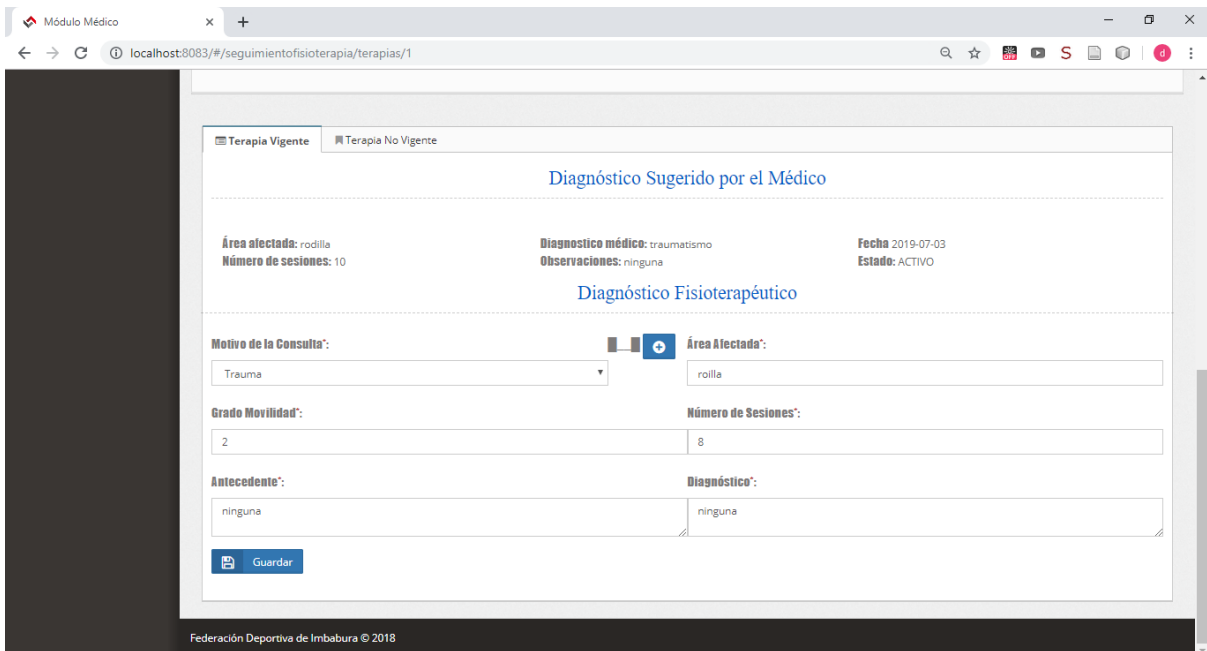 Módulo Médico
localhost:8083/#/seguimientofisioterapia/terapias/1
OFF
S
d
Terapia Vigente
Terapia No Vigente
Diagnóstico Sugerido por el Médico
Área afectada: rodilla
Diagnostico médico: traumatismo
Fecha 2019-07-03
Número de sesiones: 10
Observaciones: ninguna
Estado: ACTIVO
Diagnóstico Fisioterapéutico
Motivo de la Consulta*:
Área Afectada*:
Trauma
roilla
Grado Movilidad*:
Número de Sesiones*:
2
8
Antecedente*:
Diagnóstico*:
ninguna
ninguna
Guardar
Federación Deportiva de Imbabura © 2018